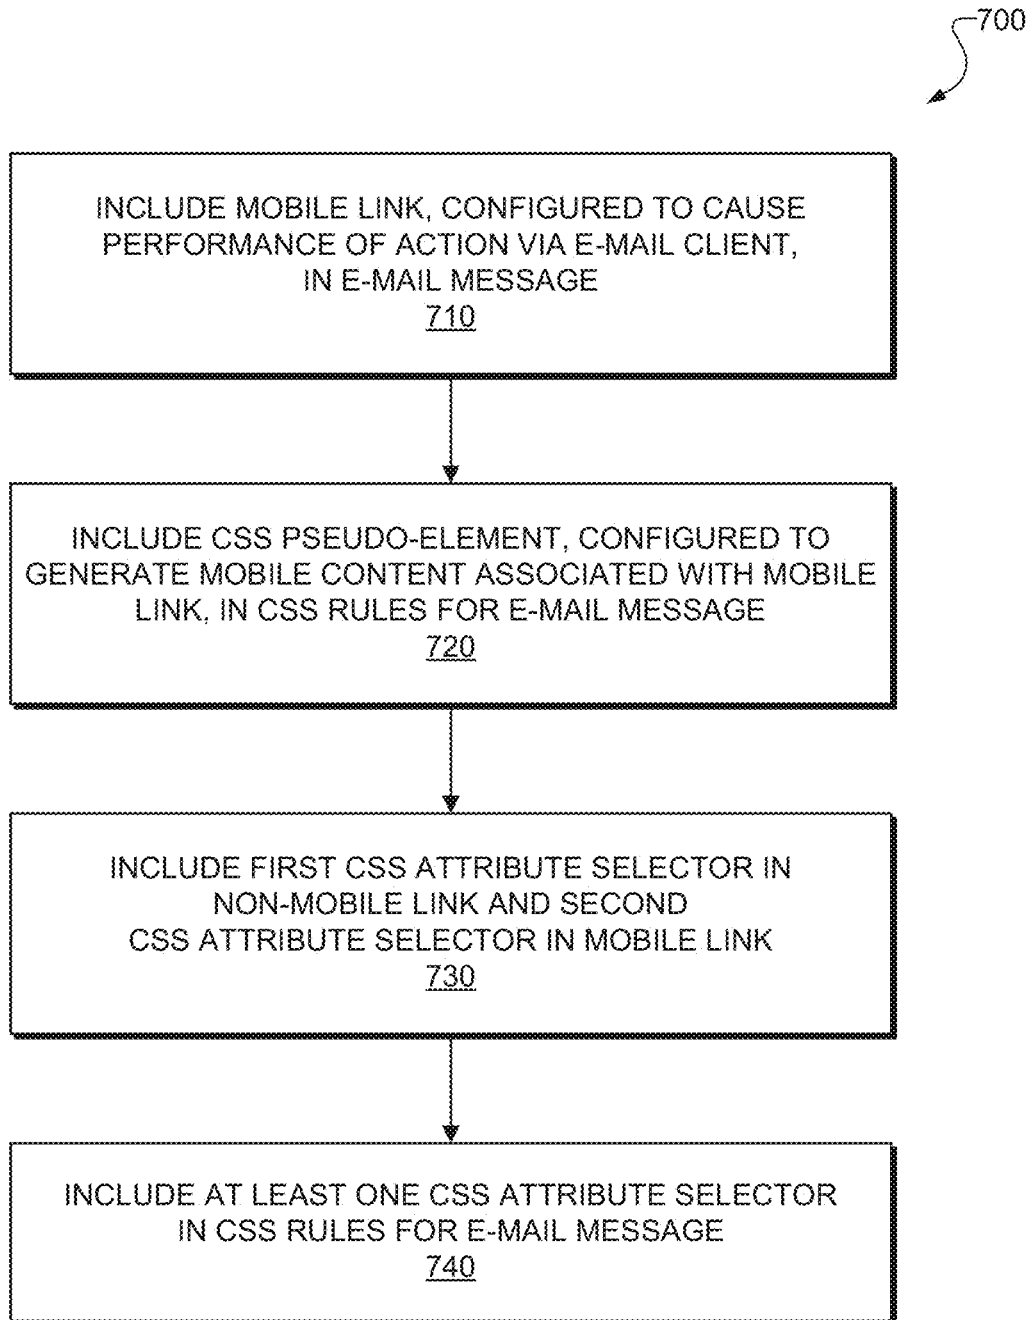 700
INCLUDE MOBILE LINK, CONFIGURED TO CAUSE
PERFORMANCE OF ACTION VIA E-MAIL CLIENT,
IN E-MAIL MESSAGE
710
INCLUDE CSS PSEUDO-ELEMENT, CONFIGURED TO
GENERATE MOBILE CONTENT ASSOCIATED WITH MOBILE
LINK, IN CSS RULES FOR E-MAIL MESSAGE
720
INCLUDE FIRST CSS ATTRIBUTE SELECTOR IN
NON-MOBILE LINK AND SECOND
CSS ATTRIBUTE SELECTOR IN MOBILE LINK
730
INCLUDE AT LEAST ONE CSS ATTRIBUTE SELECTOR
IN CSS RULES FOR E-MAIL MESSAGE
740